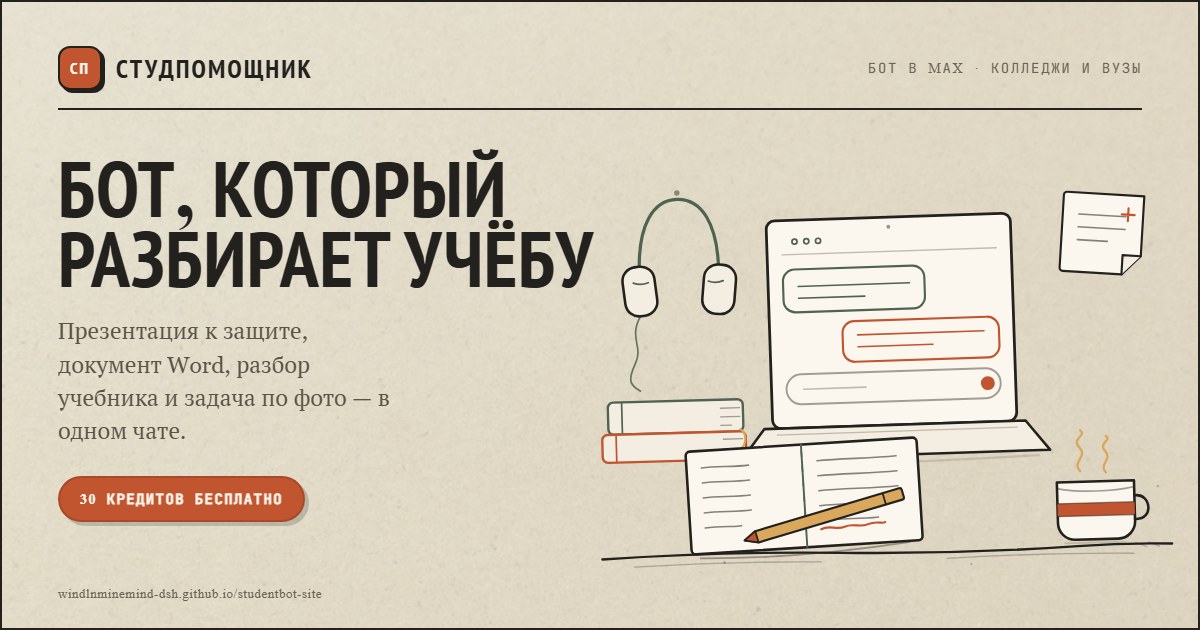 СП
СТУДПОМОЩНИК
БОТ В MAX · КОЛЛЕДЖИ И ВУЗЫ
БОТ, КОТОРЫЙ
РАЗБИРАЕТ УЧЁБУ
Презентация к защите,
документ Word, разбор
учебника и задача по фото — в
одном чате.
30 КРЕДИТОВ БЕСПЛАТНО
windlnminemind-dsh.github.io/studentbot-site